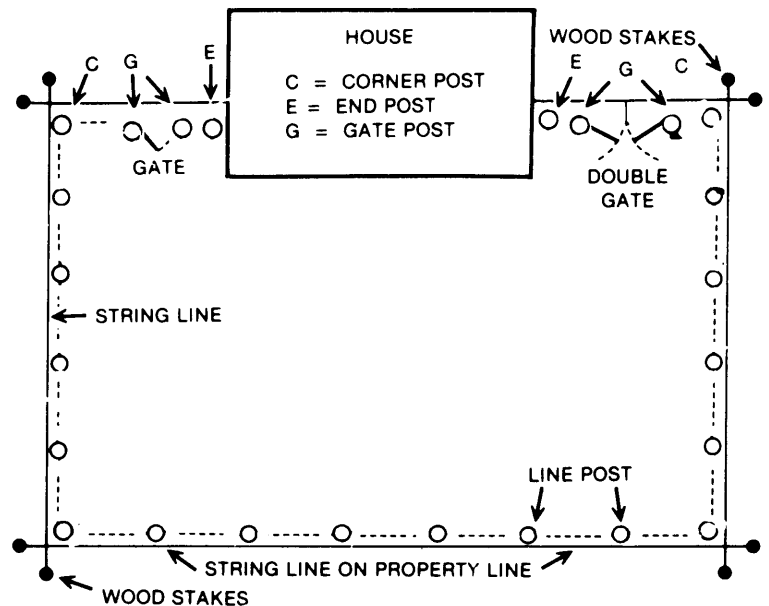 HOUSE
C = CORNER POST
E = END POST
G = GATE POST
C G E
WOOD STAKES
E G C
GATE
DOUBLE
GATE
STRING LINE
LINE POST
STRING LINE ON PROPERTY LINE
WOOD STAKES